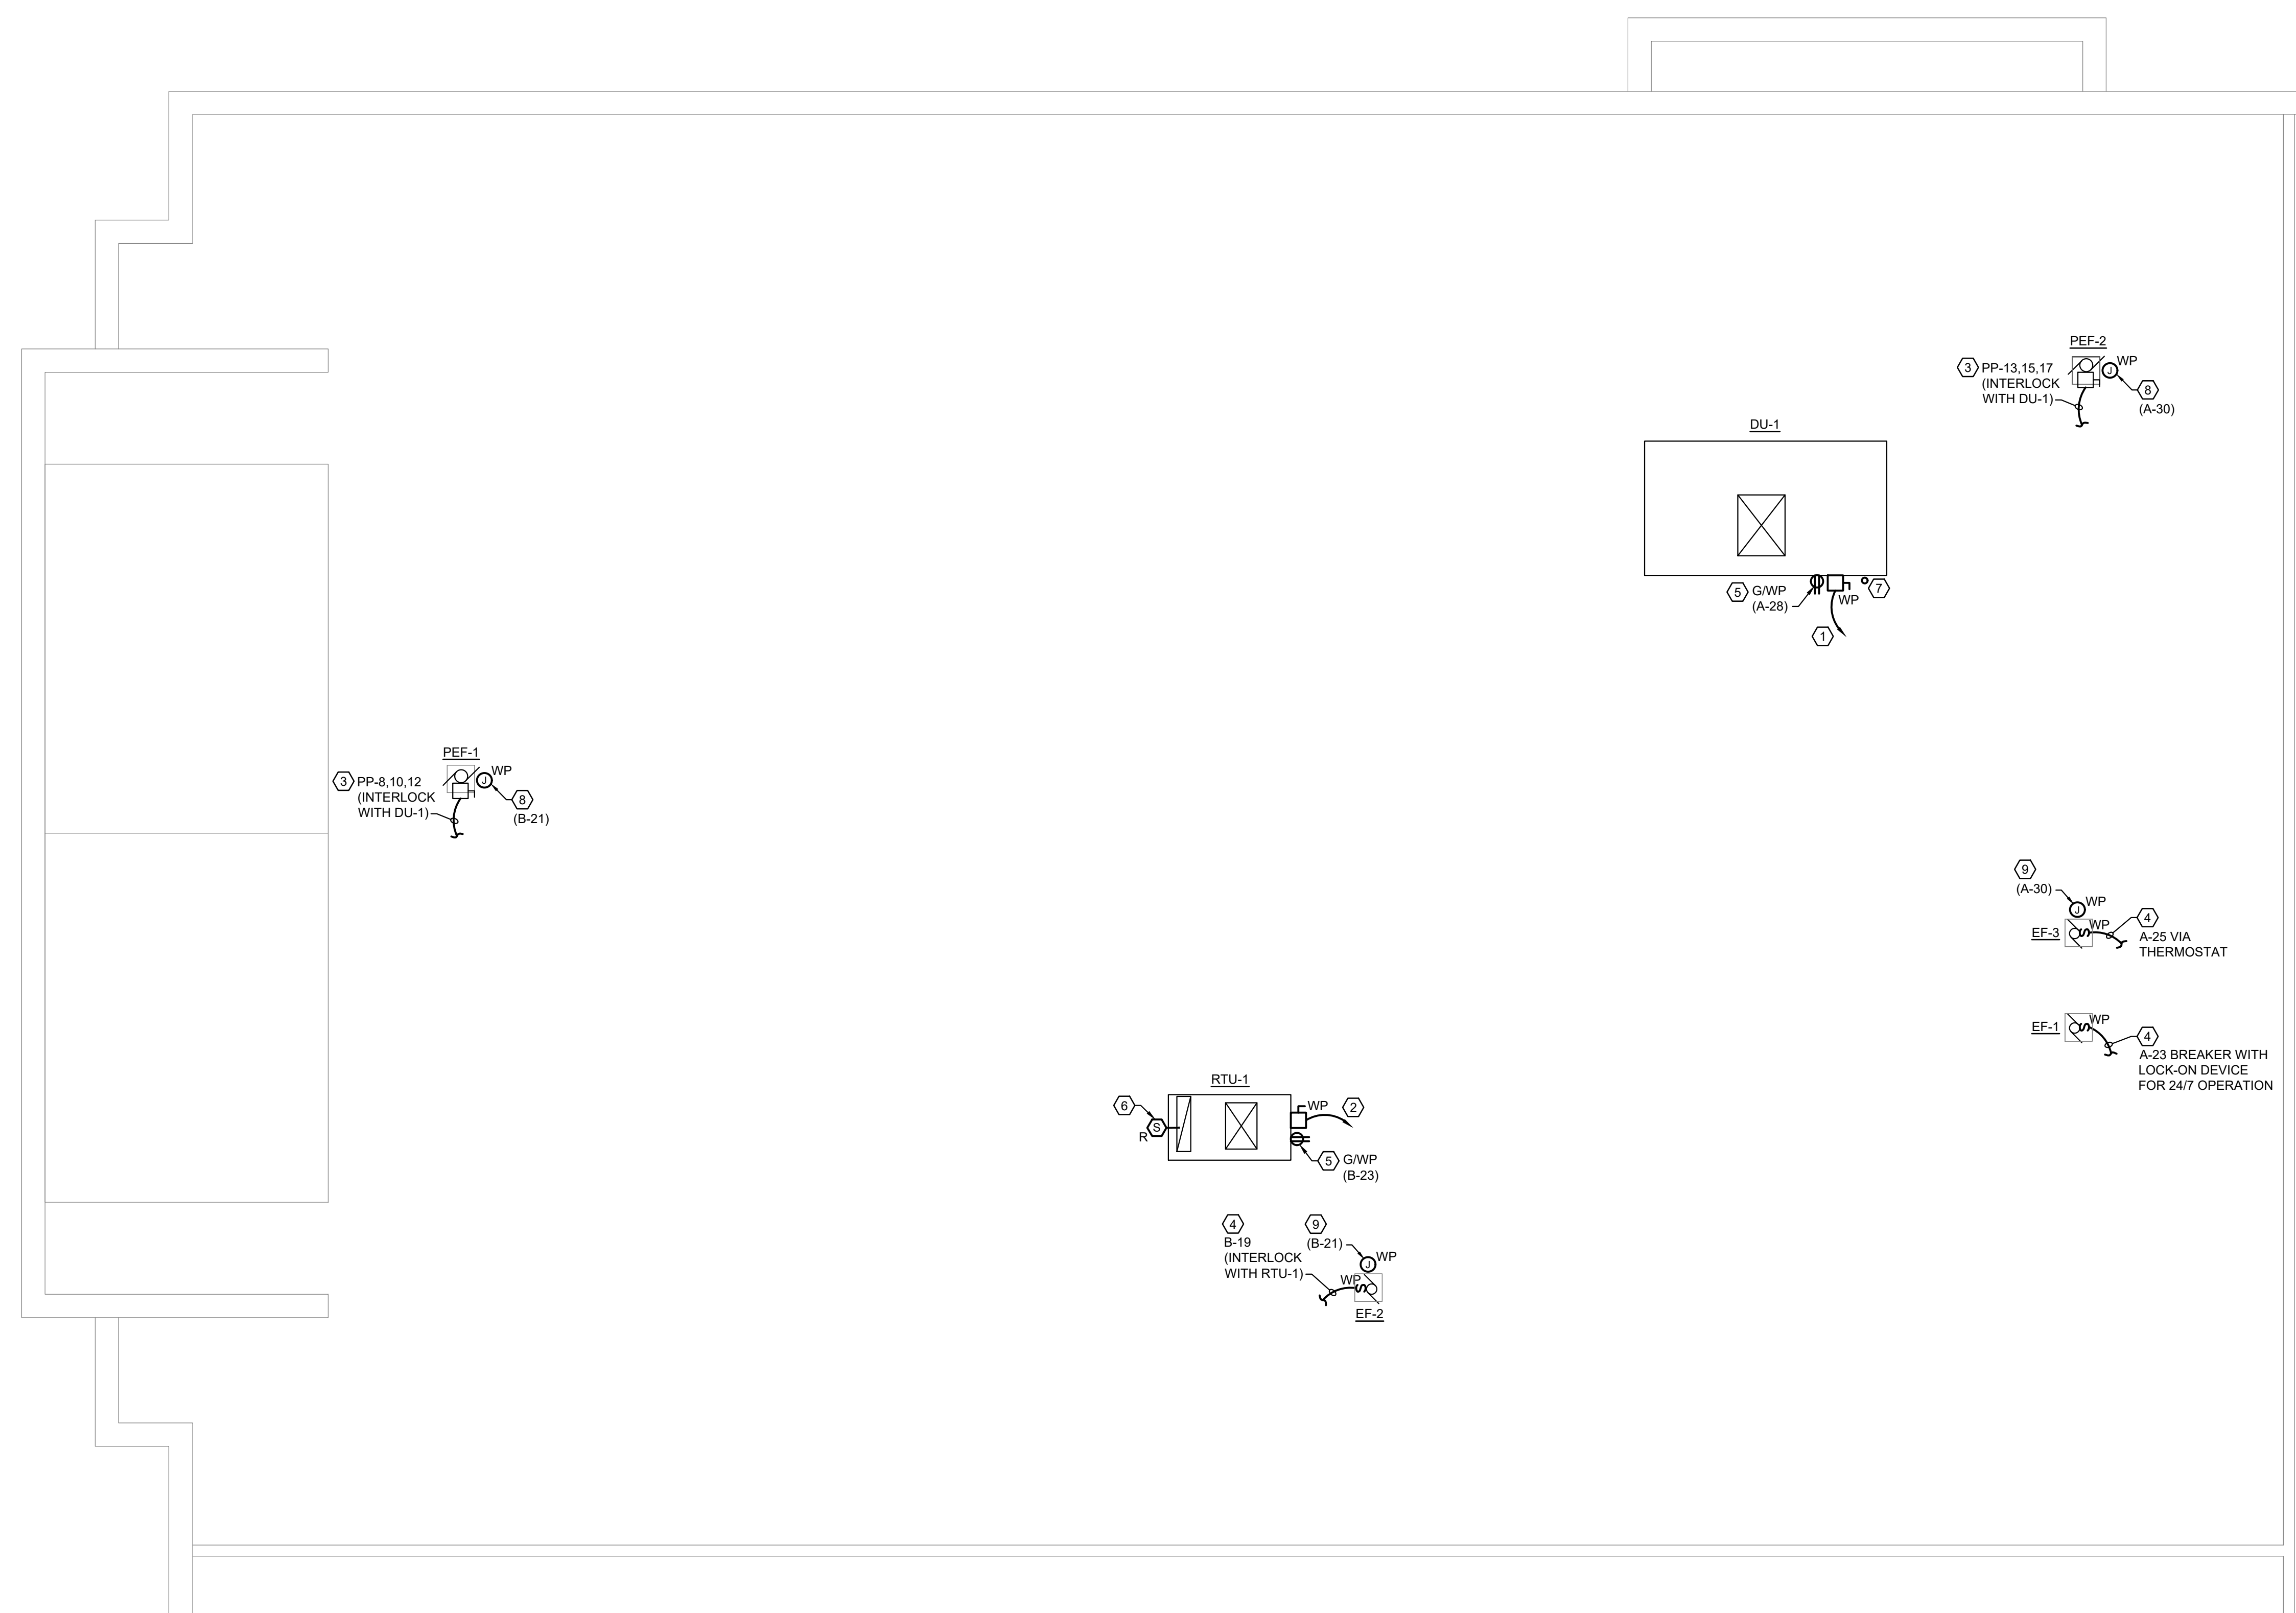 PEF-2
WP
3 PP-13,15,17
(INTERLOCK
WITH DU-1)
J
8
(A-30)
DU-1
5 G/WP
(A-28)
WP
7
1
PEF-1
WP
3 PP-8,10,12
(INTERLOCK
WITH DU-1)
J
8
(B-21)
9
(A-30)
WP
J
EF-3
S
WP
4
A-25 VIA
THERMOSTAT
EF-1
S
WP
4
A-23 BREAKER WITH
LOCK-ON DEVICE
FOR 24/7 OPERATION
RTU-1
6
S
R
WP
2
5 G/WP
(B-23)
4
B-19
(INTERLOCK
WITH RTU-1)
9
(B-21)
WP
J
WP
S
EF-2